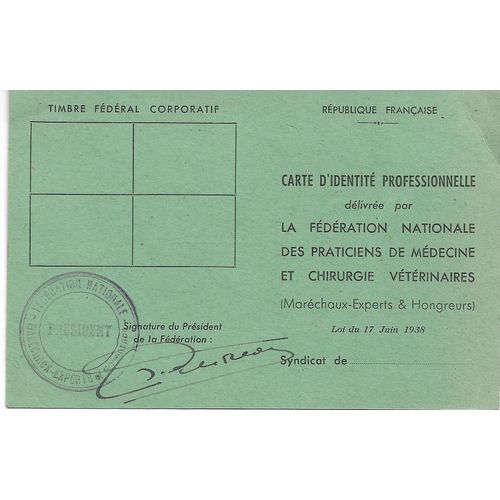 TIMBRE FÉDÉRAL CORPORATIF
FÉDÉRATION NATIONALE
MARÉCHAUX-EXPERTS
PRÉSIDENT
Signature du Président
de la Fédération :
RÉPUBLIQUE FRANÇAISE
CARTE D'IDENTITÉ PROFESSIONNELLE
délivrée par
LA FÉDÉRATION NATIONALE
DES PRATICIENS DE MÉDECINE
ET CHIRURGIE VÉTÉRINAIRES
(Maréchaux-Experts & Hongreurs)
Loi du 17 Juin 1938
Syndicat de